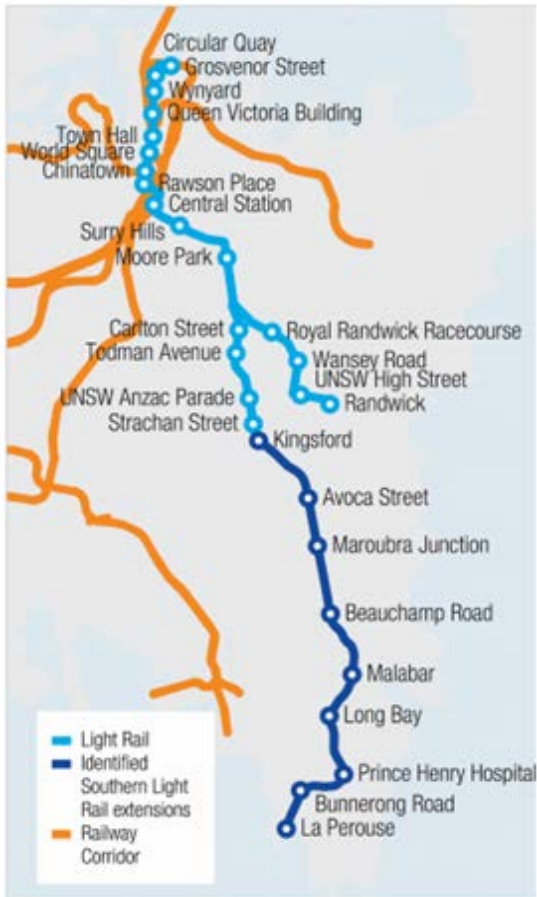 Circular Quay
Grosvenor Street
Wynyard
Queen Victoria Building
Town Hall
World Square
Chinatown
Rawson Place
Central Station
Surry Hills
Moore Park
Carlton Street
Royal Randwick Racecourse
Todman Avenue
Wansey Road
UNSW High Street
UNSW Anzac Parade
Randwick
Strachan Street
Kingsford
Avoca Street
Maroubra Junction
Beauchamp Road
Malabar
Long Bay
Prince Henry Hospital
Bunnerong Road
La Perouse
Light Rail
Identified
Southern Light
Rail extensions
Railway
Corridor